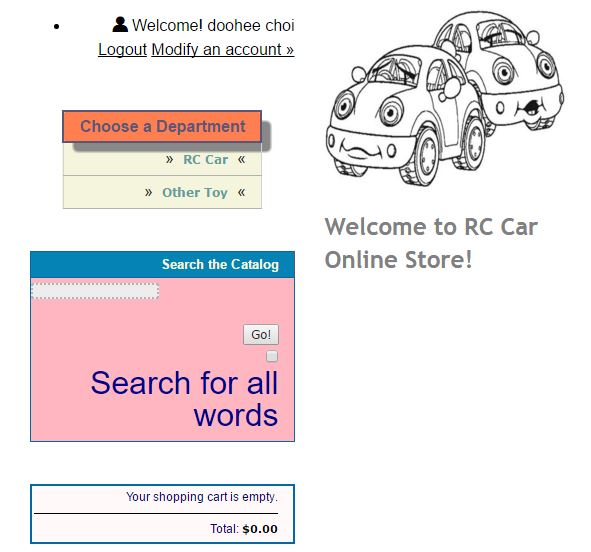 Welcome! doohee choi
Logout Modify an account »
Choose a Department
» RC Car «
» Other Toy «
Welcome to RC Car
Online Store!
Search the Catalog
Go!
Search for all
words
Your shopping cart is empty.
Total: $0.00